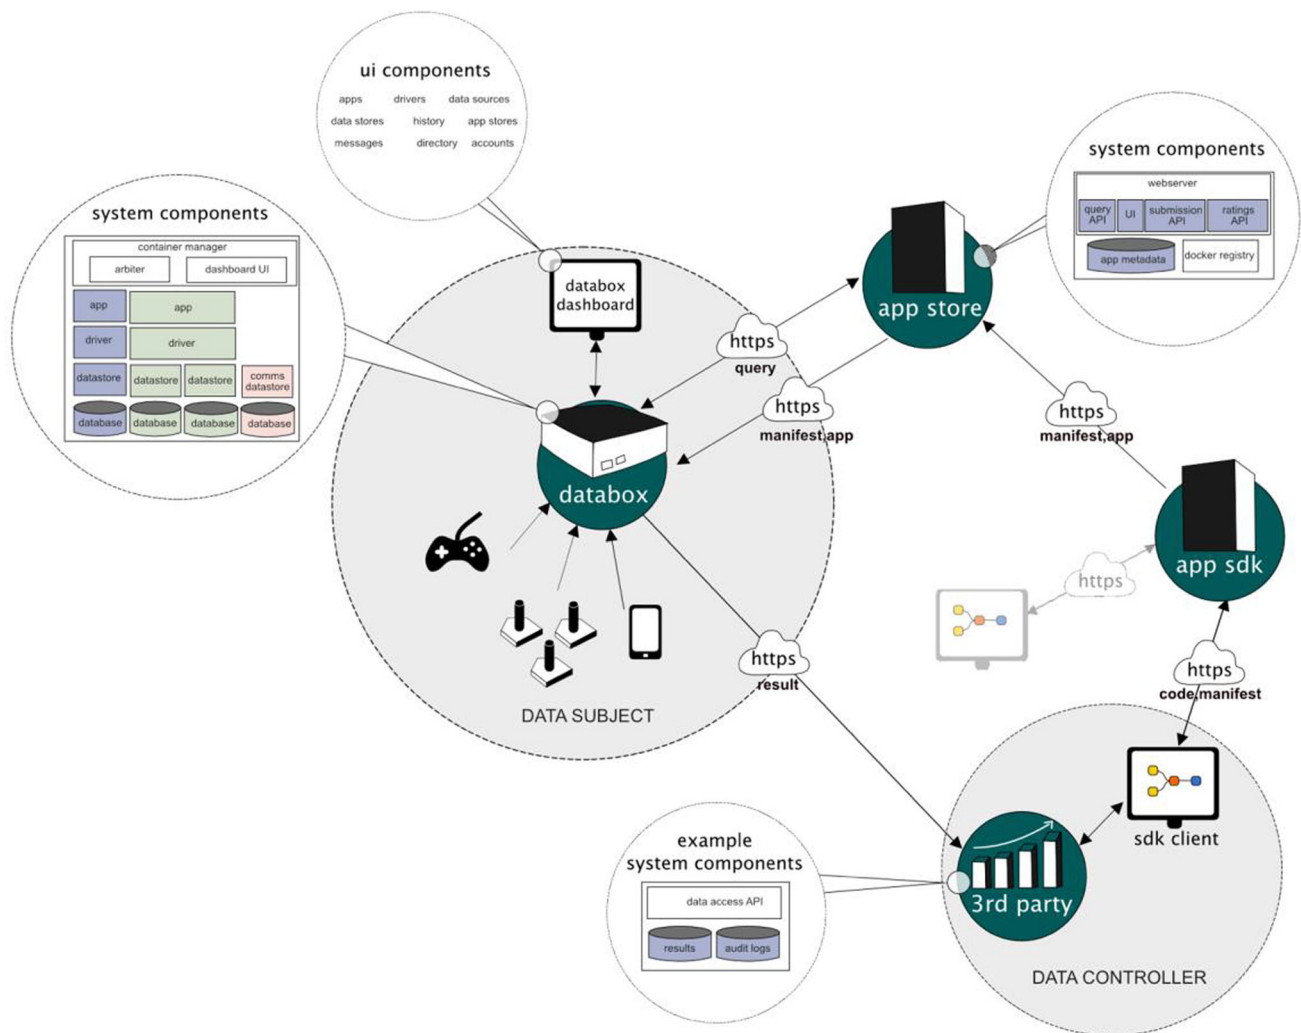 ui components
apps drivers data sources
data stores history app stores
messages directory accounts
system components
container manager
arbiter dashboard UI
app app
driver driver
datastore datastore datastore comms
datastore
database database database database
databox
dashboard
databox
DATA SUBJECT
https
query
https
manifest,app
https
result
app store
system components
webserver
query
API
UI
submission
API
ratings
API
app metadata docker registry
https
manifest,app
app sdk
https
https
code,manifest
sdk client
3rd party
DATA CONTROLLER
example
system components
data access API
results audit logs